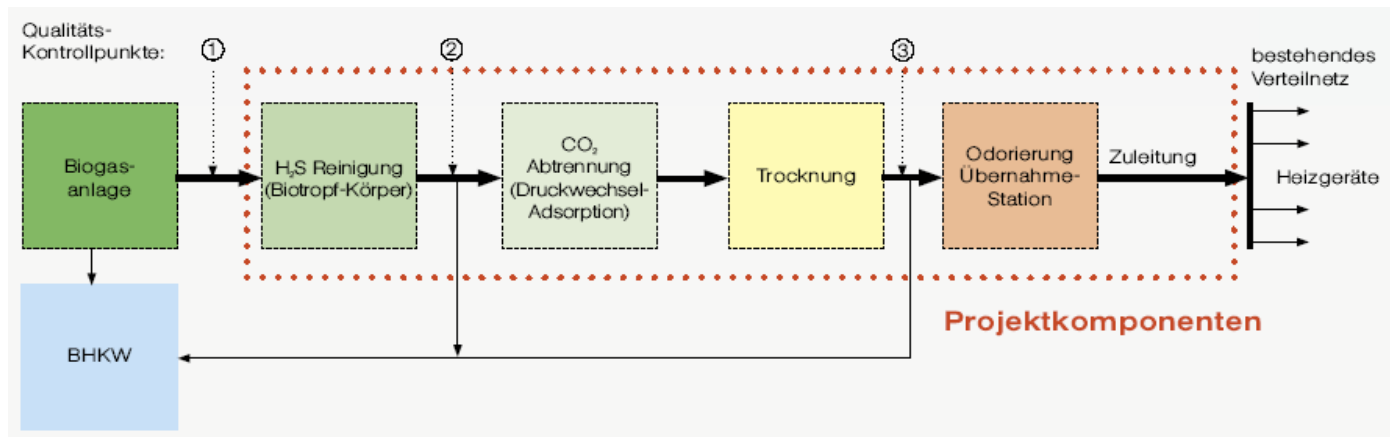 Qualitäts-
Kontrollpunkte:
1
2
3
bestehendes
Verteilnetz
Biogas-
anlage
H₂S Reinigung
(Biotropf-Körper)
CO₂
Abtrennung
(Druckwechsel-
Adsorption)
Trocknung
Odorierung
Übernahme-
Station
Zuleitung
Heizgeräte
Projektkomponenten
BHKW